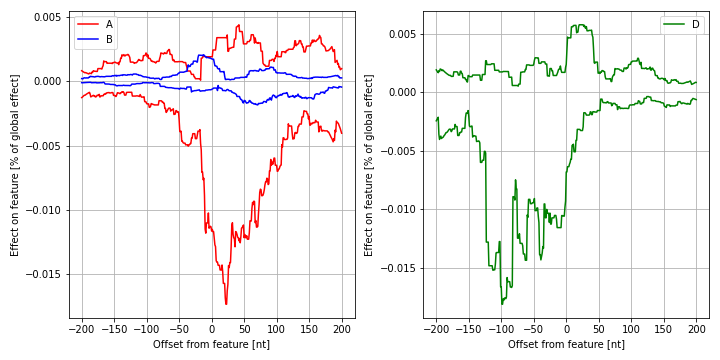 A
B
0.005
0.000
−0.005
−0.010
−0.015
−200 −150 −100 −50 0 50 100 150 200
Offset from feature [nt]
Effect on feature [% of global effect]
D
0.005
0.000
−0.005
−0.010
−0.015
−200 −150 −100 −50 0 50 100 150 200
Offset from feature [nt]
Effect on feature [% of global effect]